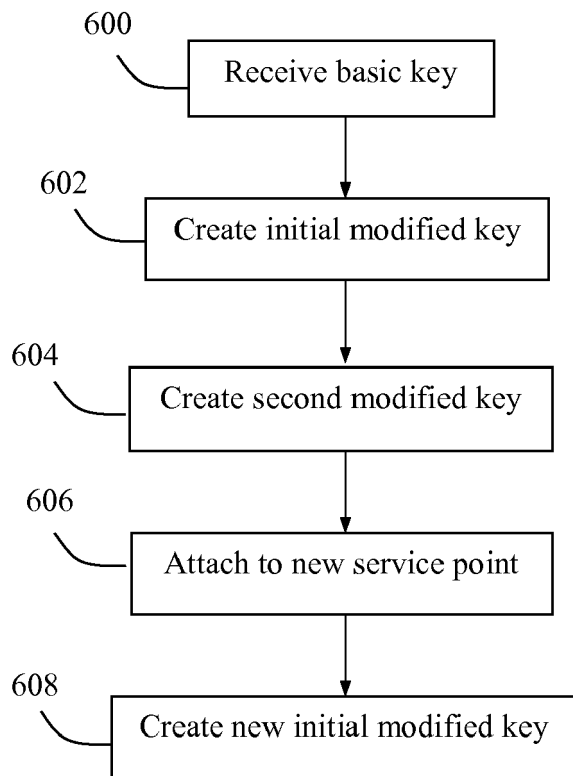 600
Receive basic key
602
Create initial modified key
604
Create second modified key
606
Attach to new service point
608
Create new initial modified key